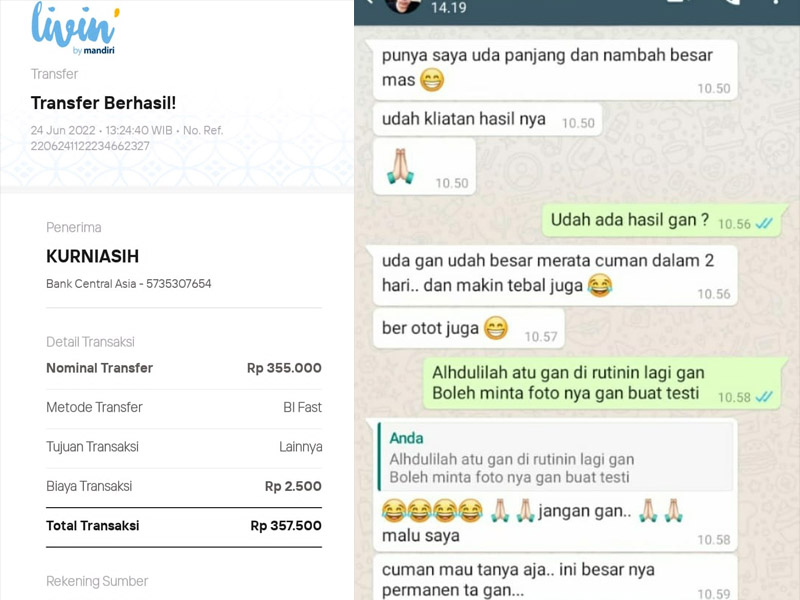 livin'
by mandiri
Transfer
Transfer Berhasil!
24 Jun 2022 • 13:24:40 WIB • No. Ref.
2206241122234662327
Penerima
KURNIASIH
Bank Central Asia - 5735307654
Detail Transaksi
Nominal Transfer Rp 355.000
Metode Transfer BI Fast
Tujuan Transaksi Lainnya
Biaya Transaksi Rp 2.500
Total Transaksi Rp 357.500
Rekening Sumber
14.19
punya saya uda panjang dan nambah besar
mas 😁 10.50
udah kliatan hasil nya 10.50
🙏🏻 10.50
Udah ada hasil gan ? 10.56
uda gan udah besar merata cuman dalam 2
hari.. dan makin tebal juga 😂 10.56
ber otot juga 😁 10.57
Alhdulilah atu gan di rutinin lagi gan
Boleh minta foto nya gan buat testi 10.58
Anda
Alhdulilah atu gan di rutinin lagi gan
Boleh minta foto nya gan buat testi
😂😂😂😂 🙏🏻 🙏🏻 jangan gan.. 🙏🏻 🙏🏻
malu saya 10.58
cuman mau tanya aja.. ini besar nya
permanen ta gan... 10.59